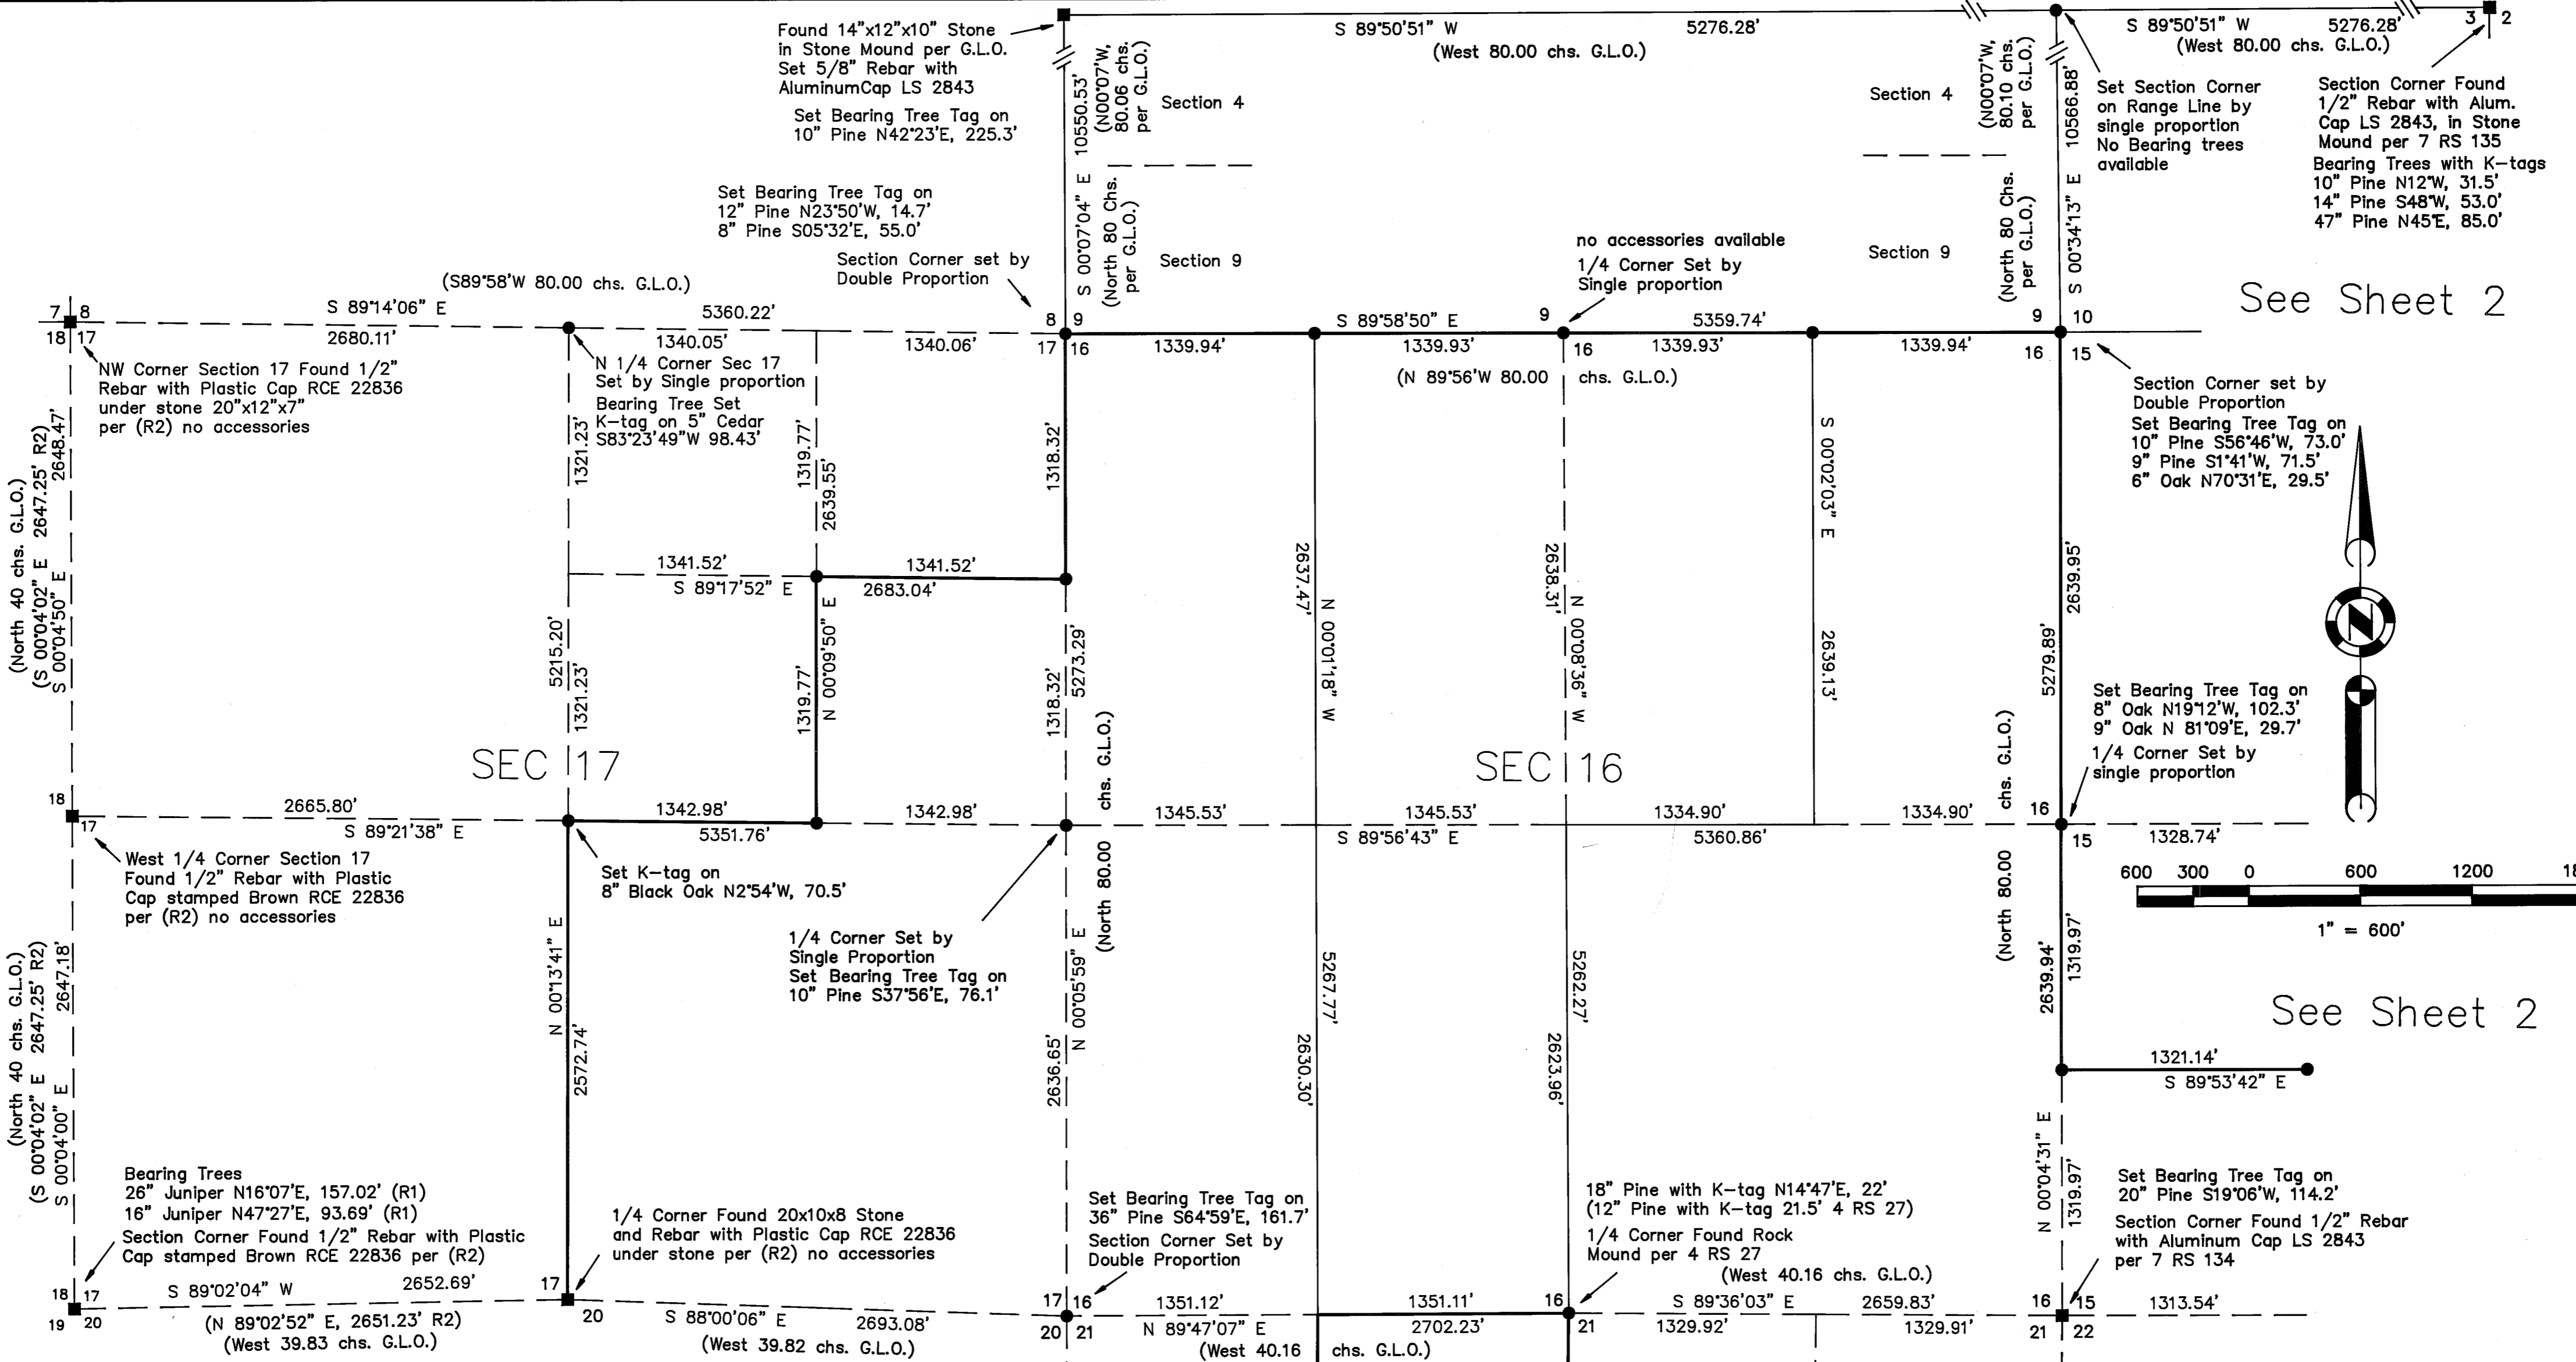 Found 14"x12"x10" Stone
in Stone Mound per G.L.O.
Set 5/8" Rebar with
AluminumCap LS 2843
Set Bearing Tree Tag on
10" Pine N42°23'E, 225.3'
S 89°50'51" W 5276.28'
(West 80.00 chs. G.L.O.)
S 89°50'51" W 5276.28'
(West 80.00 chs. G.L.O.)
3 2
10550.53'
(N00°07'W,
80.06 chs.
per G.L.O.)
Section 4
Section 4
(N00°07'W,
80.10 chs.
per G.L.O.)
10566.88'
Set Section Corner
on Range Line by
single proportion
No Bearing trees
available
Section Corner Found
1/2" Rebar with Alum.
Cap LS 2843, in Stone
Mound per 7 RS 135
Bearing Trees with K-tags
10" Pine N12°W, 31.5'
14" Pine S48°W, 53.0'
47" Pine N45°E, 85.0'
Set Bearing Tree Tag on
12" Pine N23°50'W, 14.7'
8" Pine S05°32'E, 55.0'
Section Corner set by
Double Proportion
S 00°07'04" E
(North 80 Chs.
per G.L.O.)
Section 9
no accessories available
1/4 Corner Set by
Single proportion
Section 9
(North 80 Chs.
per G.L.O.)
S 00°34'13" E
See Sheet 2
(S89°58'W 80.00 chs. G.L.O.)
7 8
S 89°14'06" E 5360.22'
8 9
S 89°58'50" E 9 5359.74'
9 10
18 17
2680.11' 1340.05' 1340.06'
17 16
1339.94' 1339.93' 16 1339.93' 1339.94'
16 15
(N 89°56'W 80.00 chs. G.L.O.)
NW Corner Section 17 Found 1/2"
Rebar with Plastic Cap RCE 22836
under stone 20"x12"x7"
per (R2) no accessories
N 1/4 Corner Sec 17
Set by Single proportion
Bearing Tree Set
K-tag on 5" Cedar
S83°23'49"W 98.43'
Section Corner set by
Double Proportion
Set Bearing Tree Tag on
10" Pine S56°46'W, 73.0'
9" Pine S1°41'W, 71.5'
6" Oak N70°31'E, 29.5'
(North 40 chs. G.L.O.)
(S 00°04'02" E 2647.25' R2)
S 00°04'50" E 2648.47'
1321.23'
1319.77'
2639.55'
1318.32'
S 00°02'03" E
2637.47'
2638.31'
2639.95'
1341.52' 1341.52'
S 89°17'52" E 2683.04'
N 00°01'18" W
N 00°08'36" W
N
5215.20'
1321.23'
1319.77'
N 00°09'50" E
1318.32'
5273.29'
2639.13'
5279.89'
Set Bearing Tree Tag on
8" Oak N19°12'W, 102.3'
9" Oak N 81°09'E, 29.7'
1/4 Corner Set by
single proportion
SEC 17
SEC 16
(North 80.00 chs. G.L.O.)
(North 80.00 chs. G.L.O.)
18
2665.80' 1342.98' 1342.98' 1345.53' 1345.53' 1334.90' 1334.90' 16
17
S 89°21'38" E 5351.76' S 89°56'43" E 5360.86'
15 1328.74'
West 1/4 Corner Section 17
Found 1/2" Rebar with Plastic
Cap stamped Brown RCE 22836
per (R2) no accessories
Set K-tag on
8" Black Oak N2°54'W, 70.5'
600 300 0 600 1200
1" = 600'
1/4 Corner Set by
Single Proportion
Set Bearing Tree Tag on
10" Pine S37°56'E, 76.1'
(North 40 chs. G.L.O.)
(S 00°04'02" E 2647.25' R2)
S 00°04'00" E 2647.18'
N 00°13'41" E
2572.74'
2636.65'
N 00°05'59" E
5267.77'
2630.30'
5262.27'
2623.96'
2639.94'
1319.97'
See Sheet 2
1321.14'
S 89°53'42" E
N 00°04'31" E
1319.97'
Bearing Trees
26" Juniper N16°07'E, 157.02' (R1)
16" Juniper N47°27'E, 93.69' (R1)
Section Corner Found 1/2" Rebar with Plastic
Cap stamped Brown RCE 22836 per (R2)
1/4 Corner Found 20x10x8 Stone
and Rebar with Plastic Cap RCE 22836
under stone per (R2) no accessories
Set Bearing Tree Tag on
36" Pine S64°59'E, 161.7'
Section Corner Set by
Double Proportion
18" Pine with K-tag N14°47'E, 22'
(12" Pine with K-tag 21.5' 4 RS 27)
1/4 Corner Found Rock
Mound per 4 RS 27
(West 40.16 chs. G.L.O.)
Set Bearing Tree Tag on
20" Pine S19°06'W, 114.2'
Section Corner Found 1/2" Rebar
with Aluminum Cap LS 2843
per 7 RS 134
18 17
S 89°02'04" W 2652.69' 17
17 16
1351.12' 1351.11' 16
S 89°36'03" E 2659.83'
16 15
1313.54'
19 20
(N 89°02'52" E, 2651.23' R2)
(West 39.83 chs. G.L.O.)
20
S 88°00'06" E 2693.08'
(West 39.82 chs. G.L.O.)
20 21
N 89°47'07" E 2702.23'
(West 40.16 chs. G.L.O.)
21
1329.92' 1329.91'
21 22